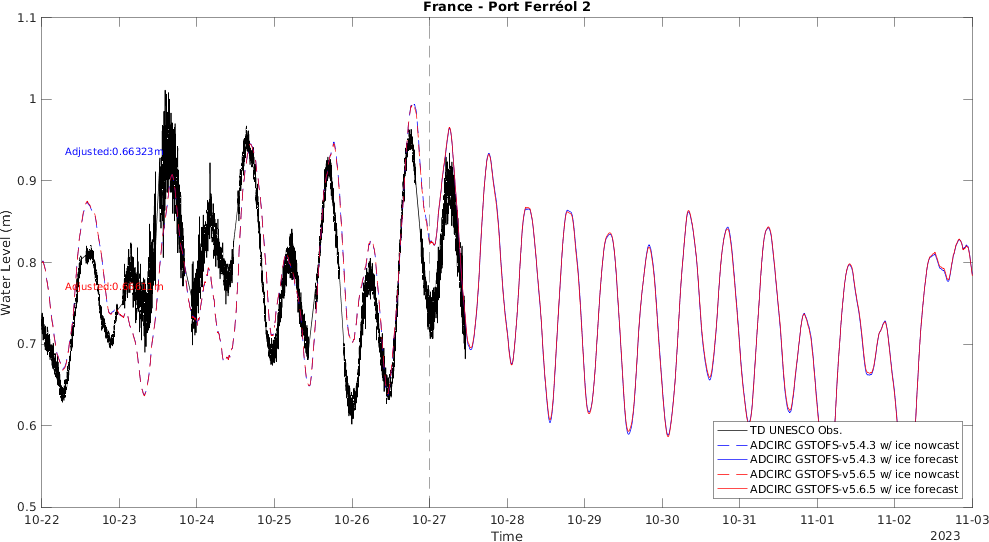 France - Port Ferréol 2
1.1
1
0.9
0.8
0.7
0.6
0.5
Water Level (m)
Adjusted:0.66323m
TD UNESCO Obs.
ADCIRC GSTOFS-v5.4.3 w/ ice nowcast
ADCIRC GSTOFS-v5.4.3 w/ ice forecast
ADCIRC GSTOFS-v5.6.5 w/ ice nowcast
ADCIRC GSTOFS-v5.6.5 w/ ice forecast
10-22
10-23
10-24
10-25
10-26
10-27
10-28
10-29
10-30
10-31
11-01
11-02
11-03
Time
2023